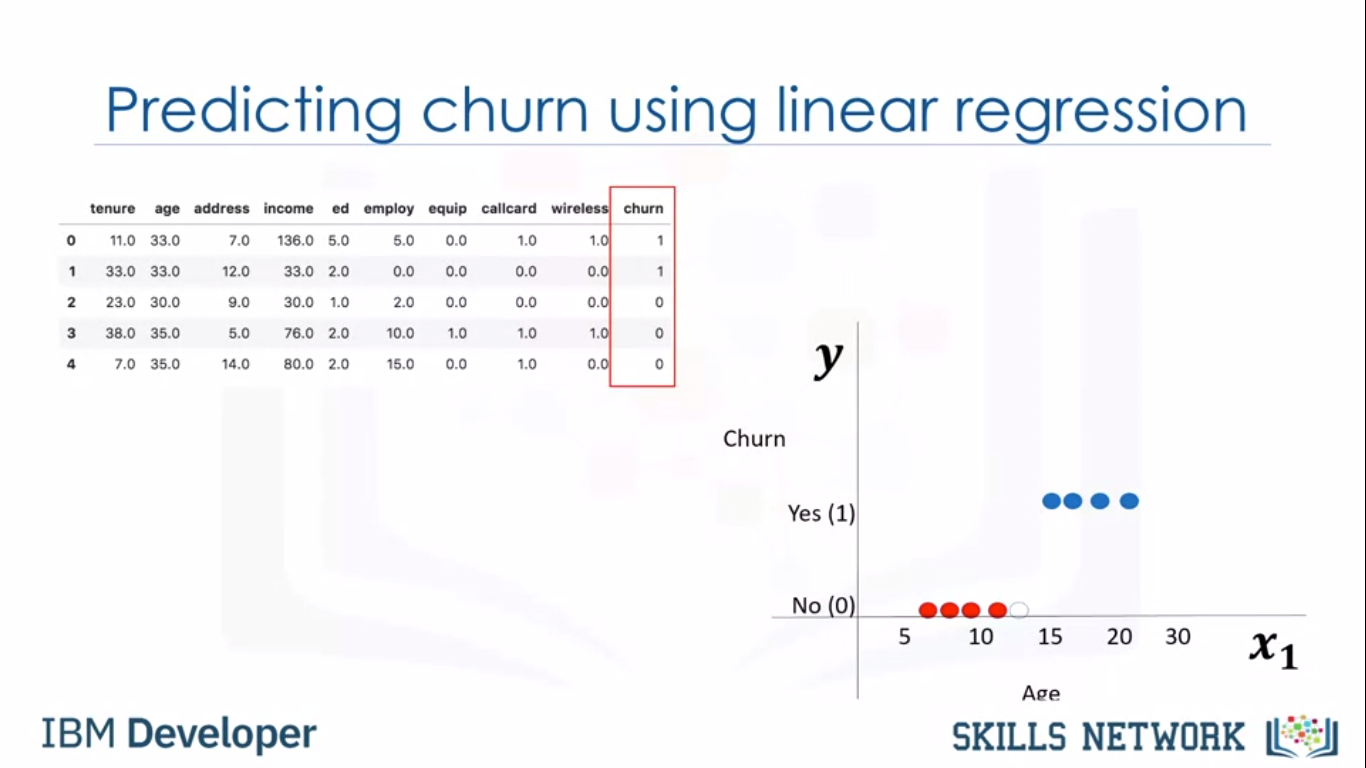 Predicting churn using linear regression
tenure age address income ed employ equip callcard wireless churn
0 11.0 33.0 7.0 136.0 5.0 5.0 0.0 1.0 1.0 1
1 33.0 33.0 12.0 33.0 2.0 0.0 0.0 0.0 0.0 1
2 23.0 30.0 9.0 30.0 1.0 2.0 0.0 0.0 0.0 0
3 38.0 35.0 5.0 76.0 2.0 10.0 1.0 1.0 1.0 0
4 7.0 35.0 14.0 80.0 2.0 15.0 0.0 1.0 0.0 0
y
Churn
Yes (1)
No (0)
5 10 15 20 30
x₁
Age
IBM Developer
SKILLS NETWORK